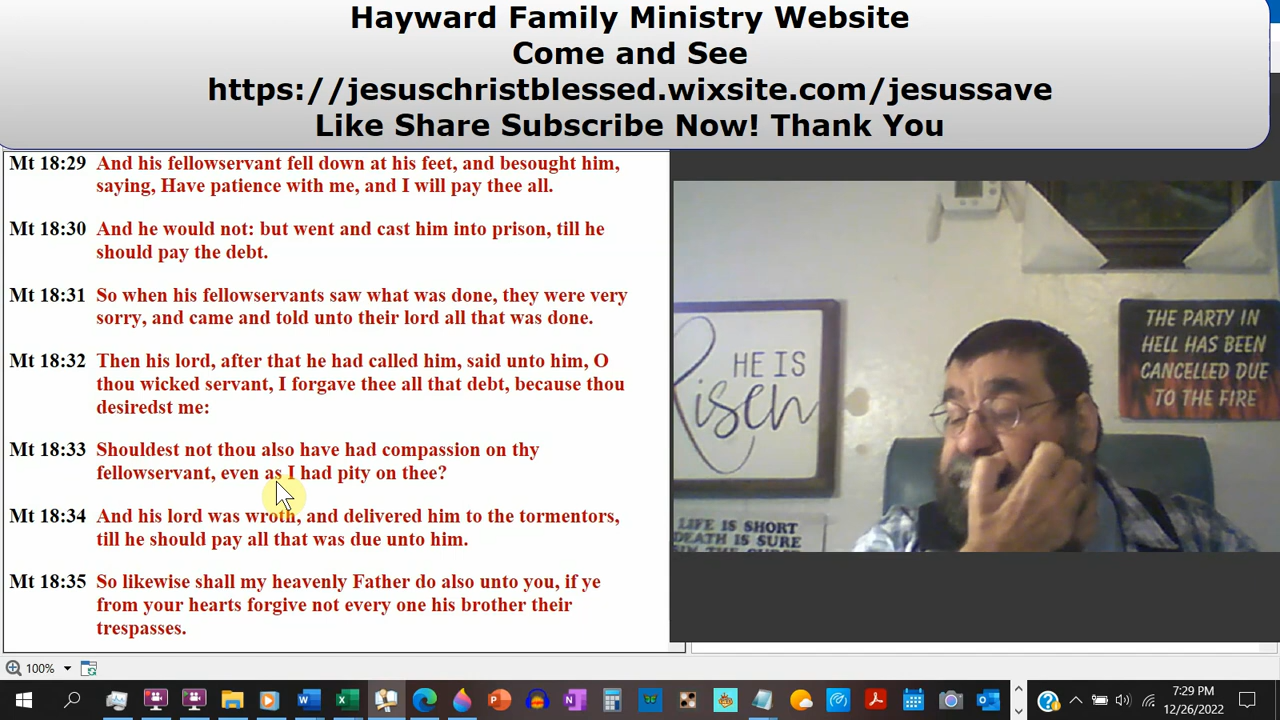 Hayward Family Ministry Website
Come and See
https://jesuschristblessed.wixsite.com/jesussave
Like Share Subscribe Now! Thank You
Mt 18:29 And his fellowservant fell down at his feet, and besought him,
saying, Have patience with me, and I will pay thee all.
Mt 18:30 And he would not: but went and cast him into prison, till he
should pay the debt.
Mt 18:31 So when his fellowservants saw what was done, they were very
sorry, and came and told unto their lord all that was done.
Mt 18:32 Then his lord, after that he had called him, said unto him, O
thou wicked servant, I forgave thee all that debt, because thou
desiredst me:
Mt 18:33 Shouldest not thou also have had compassion on thy
fellowservant, even as I had pity on thee?
Mt 18:34 And his lord was wroth, and delivered him to the tormentors,
till he should pay all that was due unto him.
Mt 18:35 So likewise shall my heavenly Father do also unto you, if ye
from your hearts forgive not every one his brother their
trespasses.
HE IS
Risen
THE PARTY IN
HELL HAS BEEN
CANCELLED DUE
TO THE FIRE
LIFE IS SHORT
DEATH IS SURE
100%
7:29 PM
12/26/2022